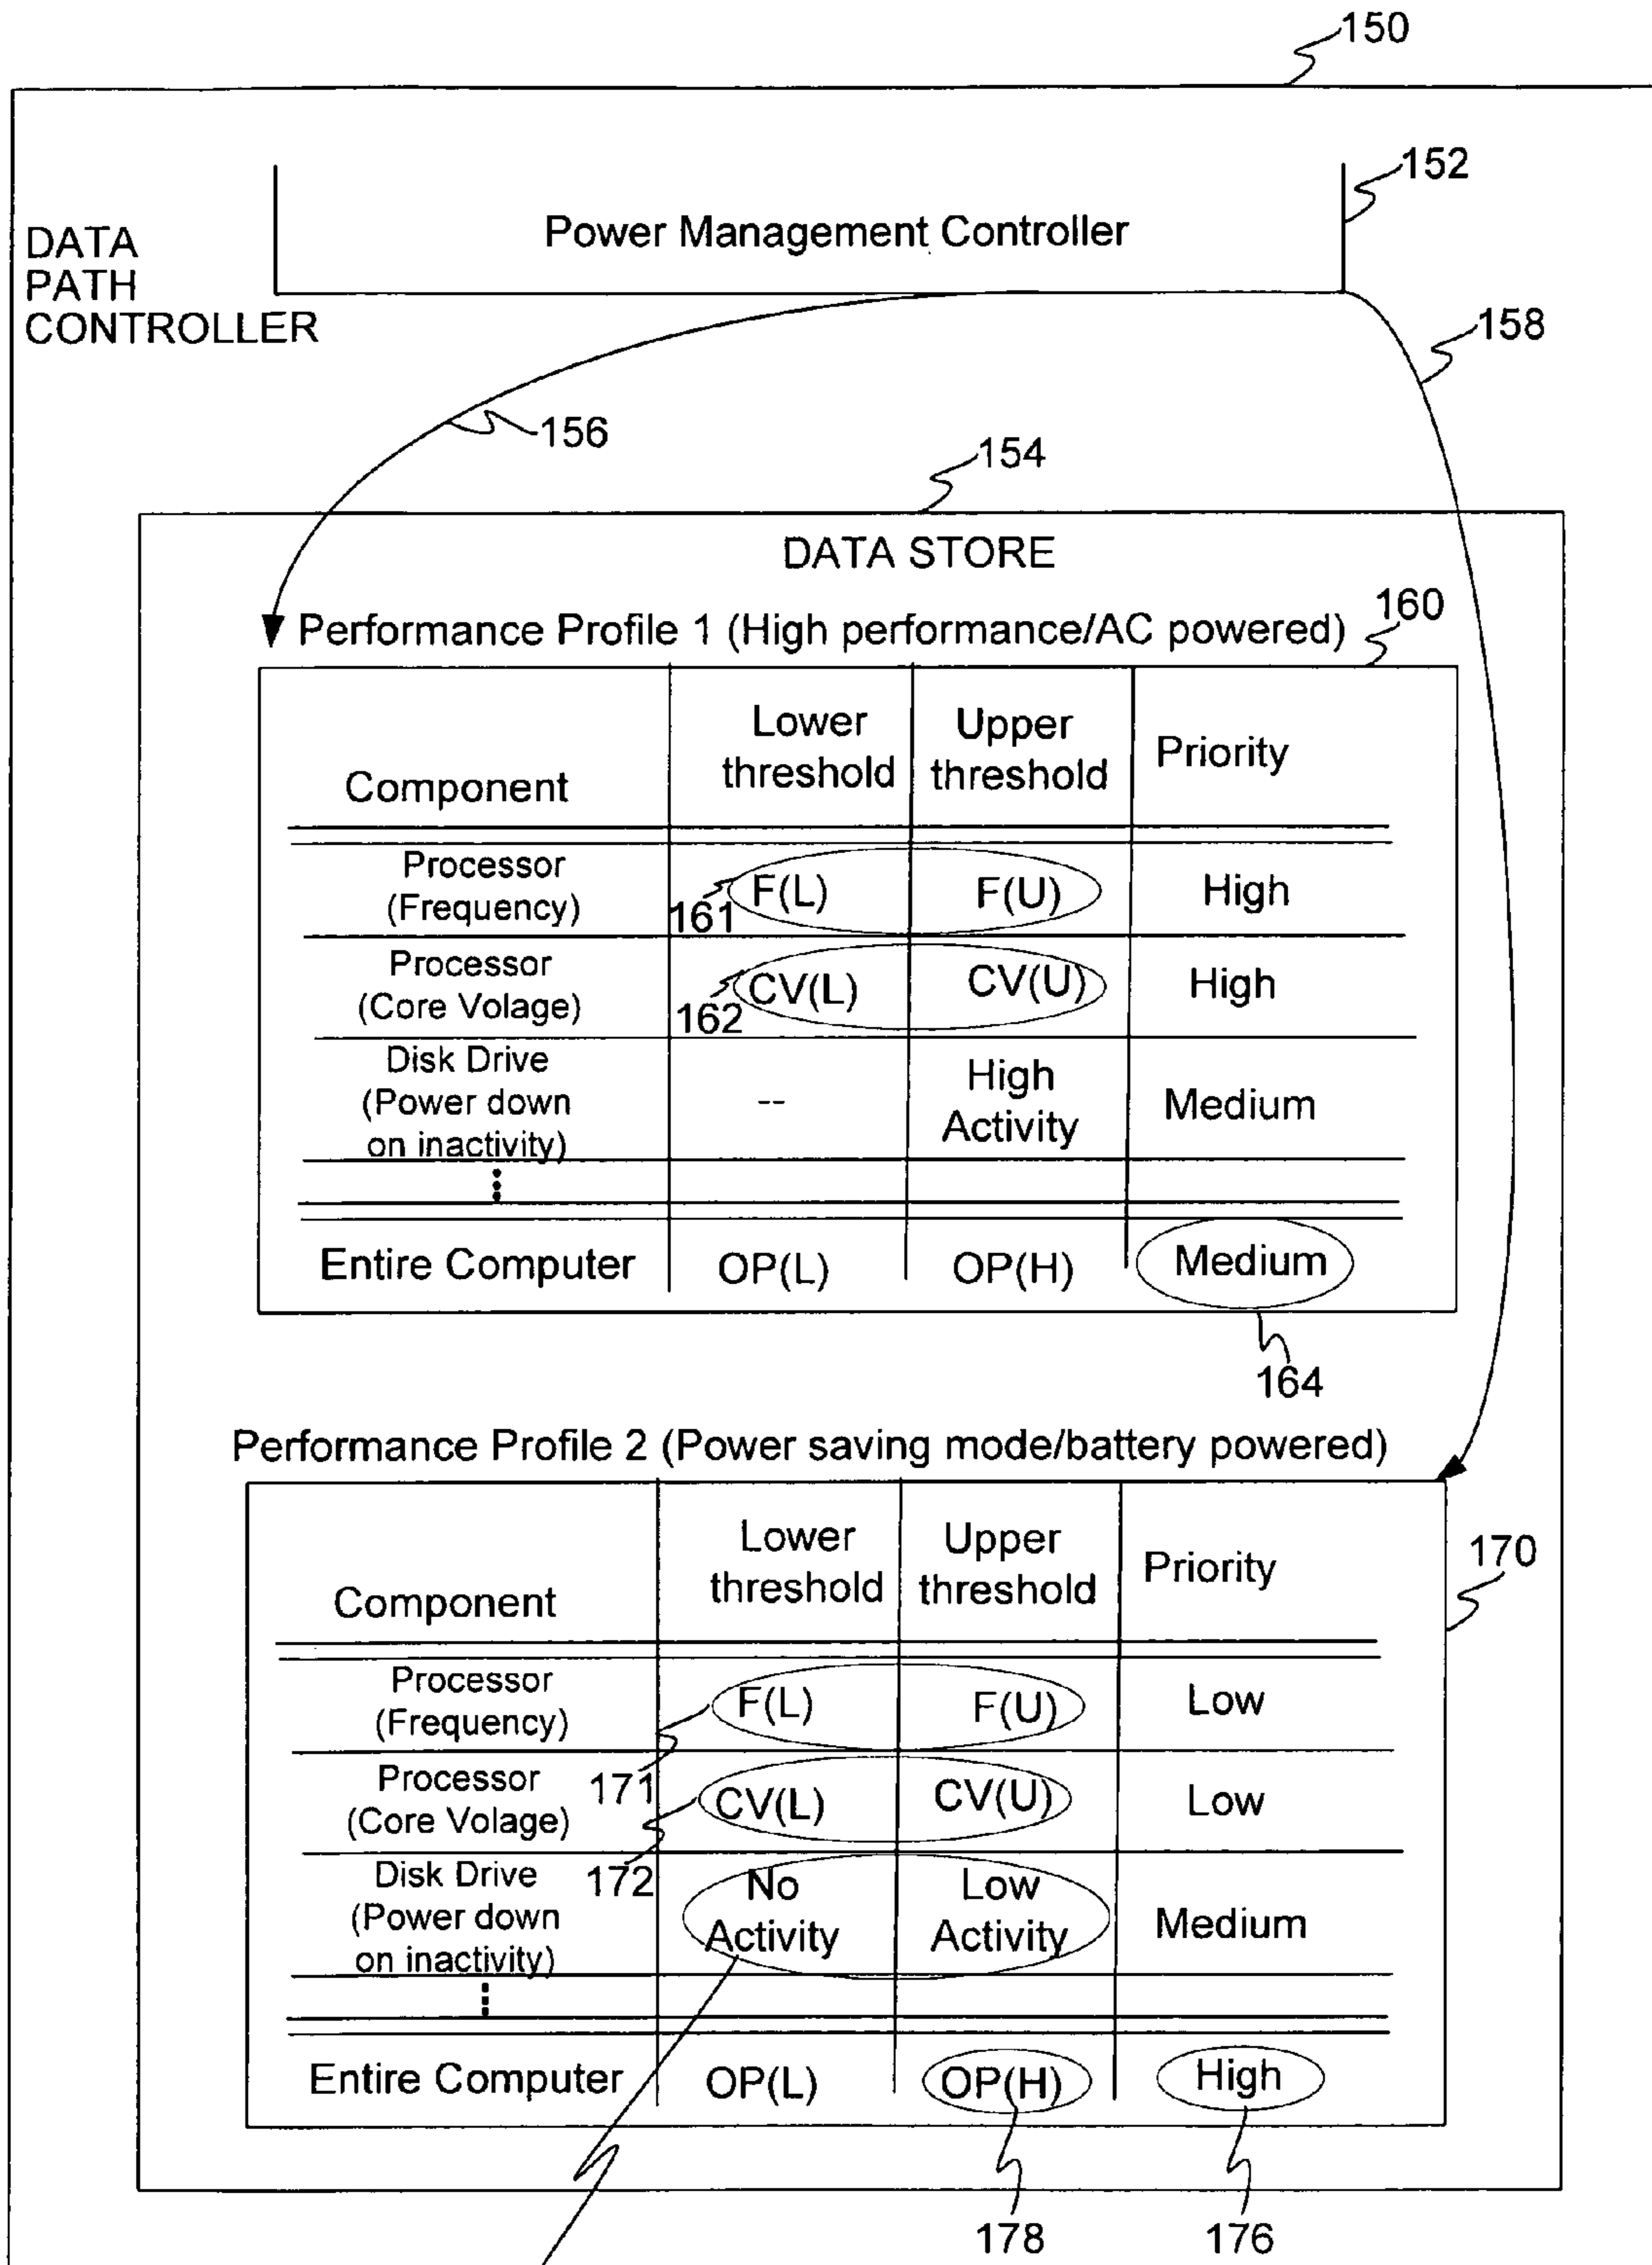 150
152
Power Management Controller
DATA
PATH
CONTROLLER
158
156
154
DATA STORE
Performance Profile 1 (High performance/AC powered)
160
Component
Lower
threshold
Upper
threshold
Priority
Processor
(Frequency)
161
F(L)
F(U)
High
Processor
(Core Volage)
162
CV(L)
CV(U)
High
Disk Drive
(Power down
on inactivity)
--
High
Activity
Medium
Entire Computer
OP(L)
OP(H)
Medium
164
Performance Profile 2 (Power saving mode/battery powered)
170
Component
Lower
threshold
Upper
threshold
Priority
Processor
(Frequency)
171
F(L)
F(U)
Low
Processor
(Core Volage)
172
CV(L)
CV(U)
Low
Disk Drive
(Power down
on inactivity)
No
Activity
Low
Activity
Medium
Entire Computer
OP(L)
OP(H)
High
178
176